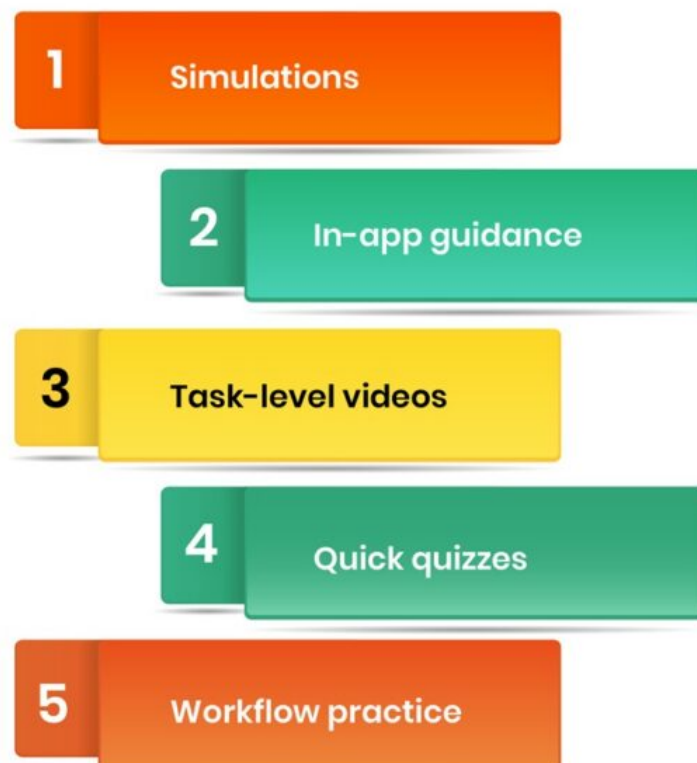 1 Simulations
2 In-app guidance
3 Task-level videos
4 Quick quizzes
5 Workflow practice